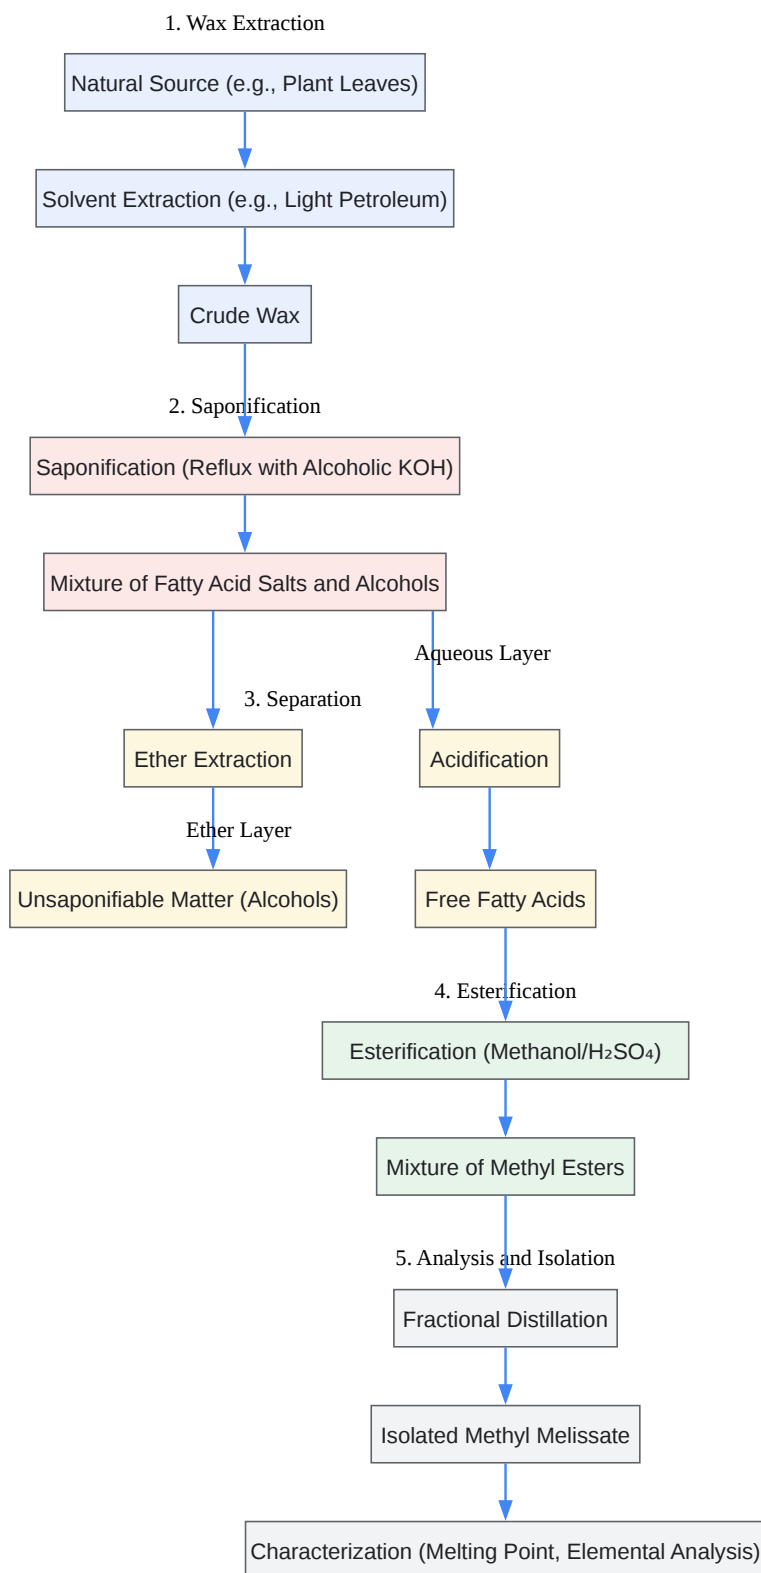 1. Wax Extraction
Natural Source (e.g., Plant Leaves)
Solvent Extraction (e.g., Light Petroleum)
Crude Wax
2. Saponification
Saponification (Reflux with Alcoholic KOH)
Mixture of Fatty Acid Salts and Alcohols
Aqueous Layer
3. Separation
Ether Extraction
Acidification
Ether Layer
Unsaponifiable Matter (Alcohols)
Free Fatty Acids
4. Esterification
Esterification (Methanol/H₂SO₄)
Mixture of Methyl Esters
5. Analysis and Isolation
Fractional Distillation
Isolated Methyl Melissate
Characterization (Melting Point, Elemental Analysis)